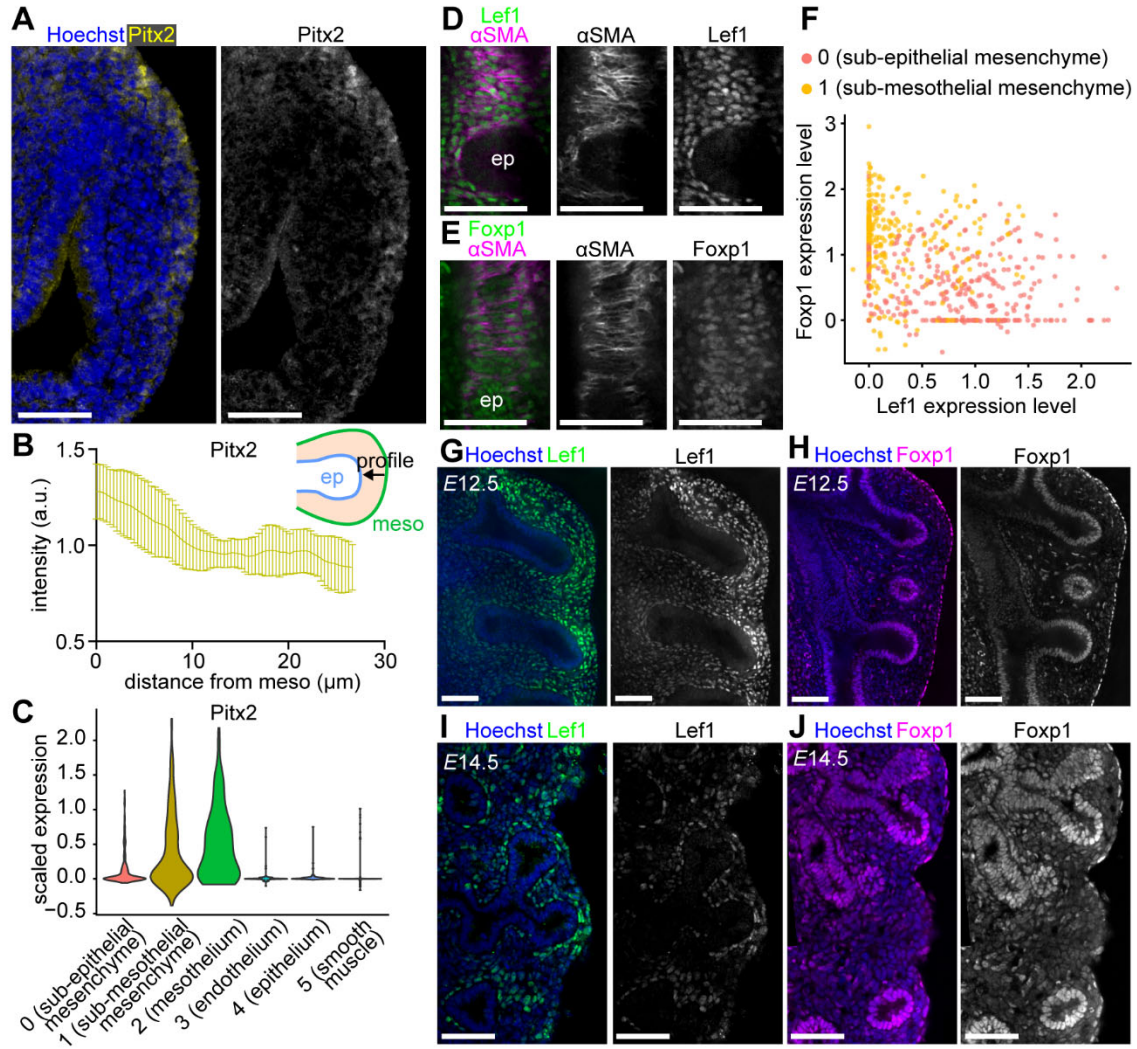 A
Hoechst Pitx2
Pitx2
B
Pitx2
1.5
1.0
0.5
intensity (a.u.)
0
10
20
30
distance from meso (µm)
ep
profile
meso
C
Pitx2
2.0
1.5
1.0
0.5
0.0
−0.5
scaled expression
0 (sub-epithelial
mesenchyme)
1 (sub-mesothelial
mesenchyme)
2 (mesothelium)
3 (endothelium)
4 (epithelium)
5 (smooth
muscle)
D
Lef1
αSMA
αSMA
Lef1
ep
E
Foxp1
αSMA
αSMA
Foxp1
ep
F
0 (sub-epithelial mesenchyme)
1 (sub-mesothelial mesenchyme)
3
2
1
0
Foxp1 expression level
0.0
0.5
1.0
1.5
2.0
Lef1 expression level
G
Hoechst Lef1
Lef1
E12.5
H
Hoechst Foxp1
Foxp1
E12.5
I
Hoechst Lef1
Lef1
E14.5
J
Hoechst Foxp1
Foxp1
E14.5